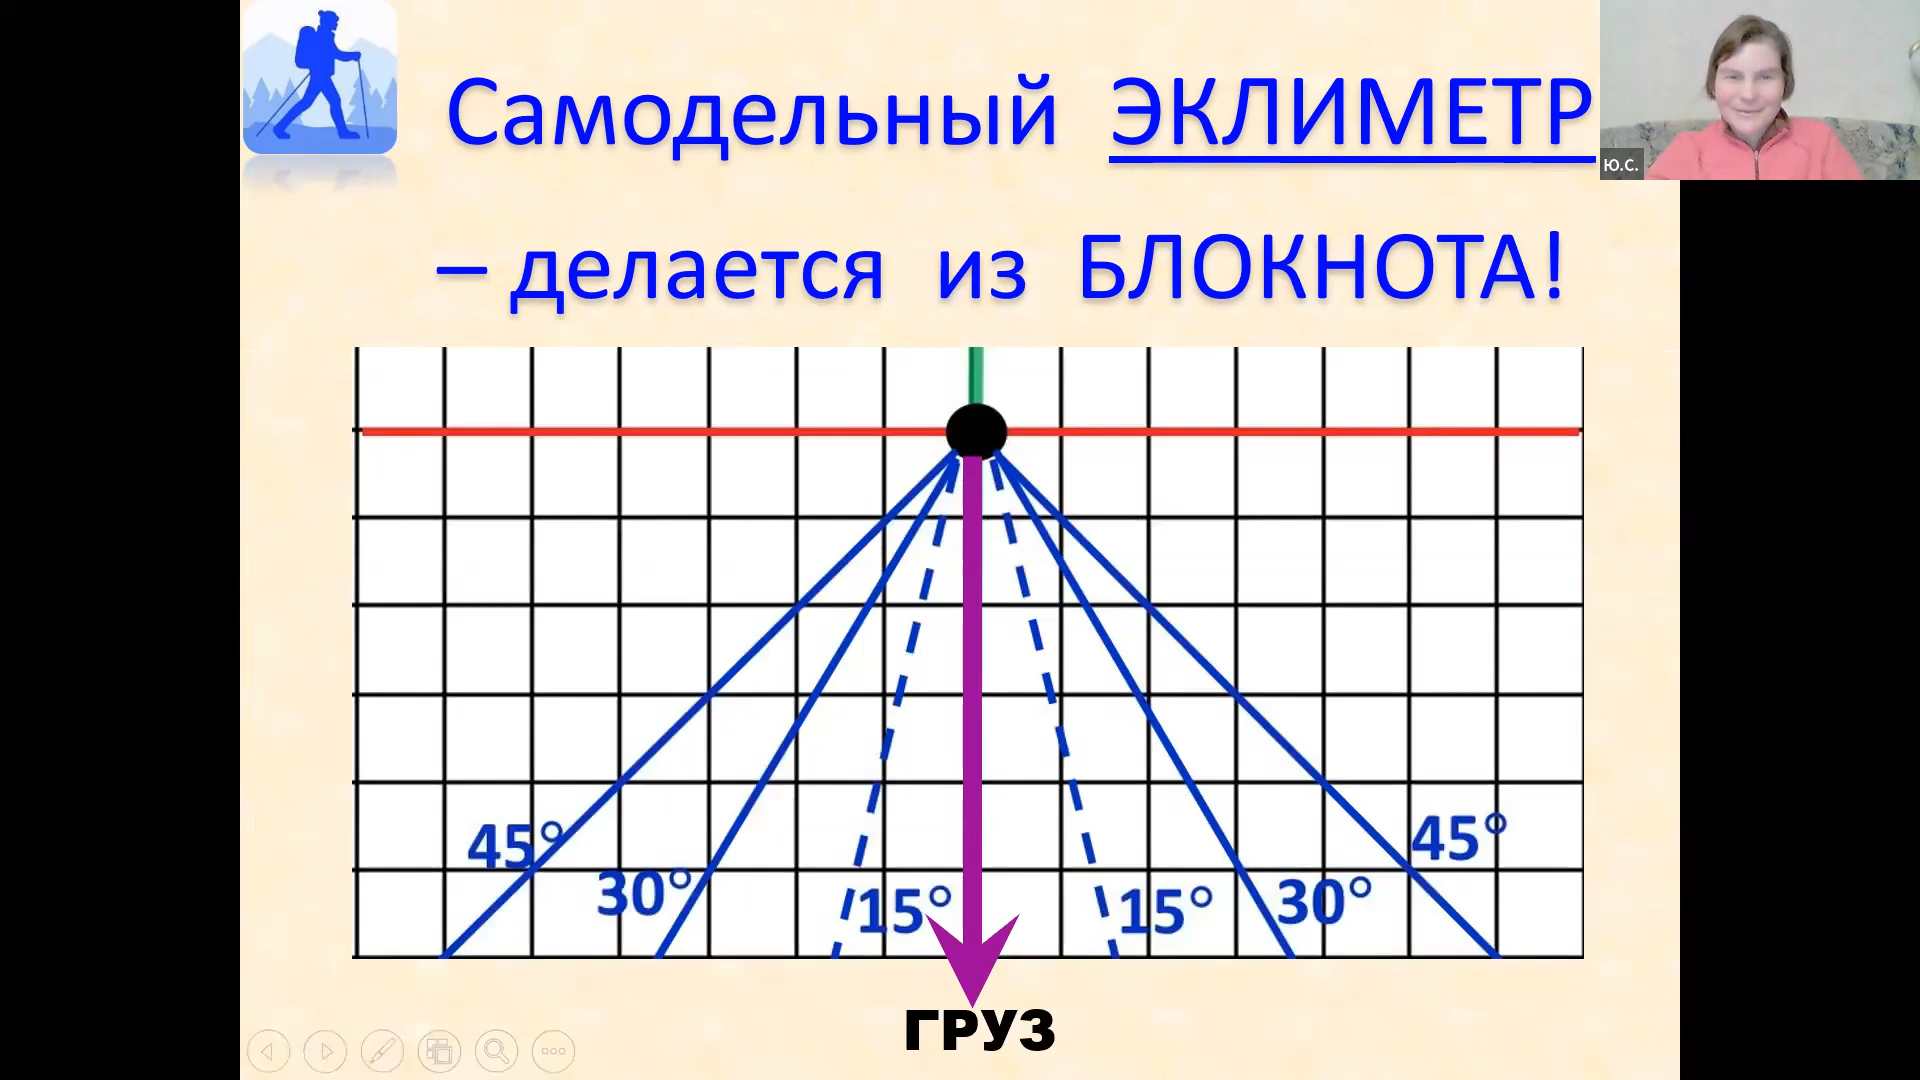 Самодельный ЭКЛИМЕТР
– делается из БЛОКНОТА!
Ю.С.
45° 30° 15° 15° 30° 45°
ГРУЗ